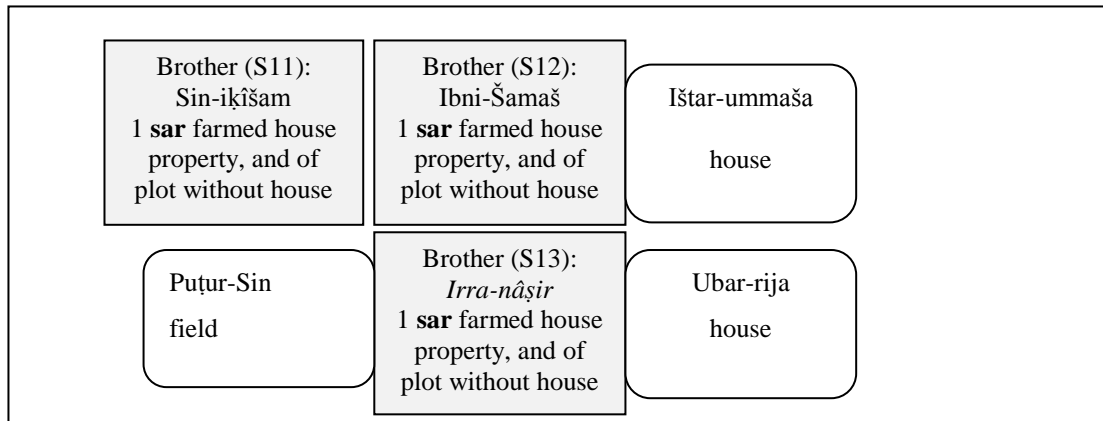 Brother (S11):
Sin-iḳîšam
1 sar farmed house
property, and of
plot without house
Brother (S12):
Ibni-Šamaš
1 sar farmed house
property, and of
plot without house
Ištar-ummaša
house
Puṭur-Sin
field
Brother (S13):
Irra-nâṣir
1 sar farmed house
property, and of
plot without house
Ubar-rija
house